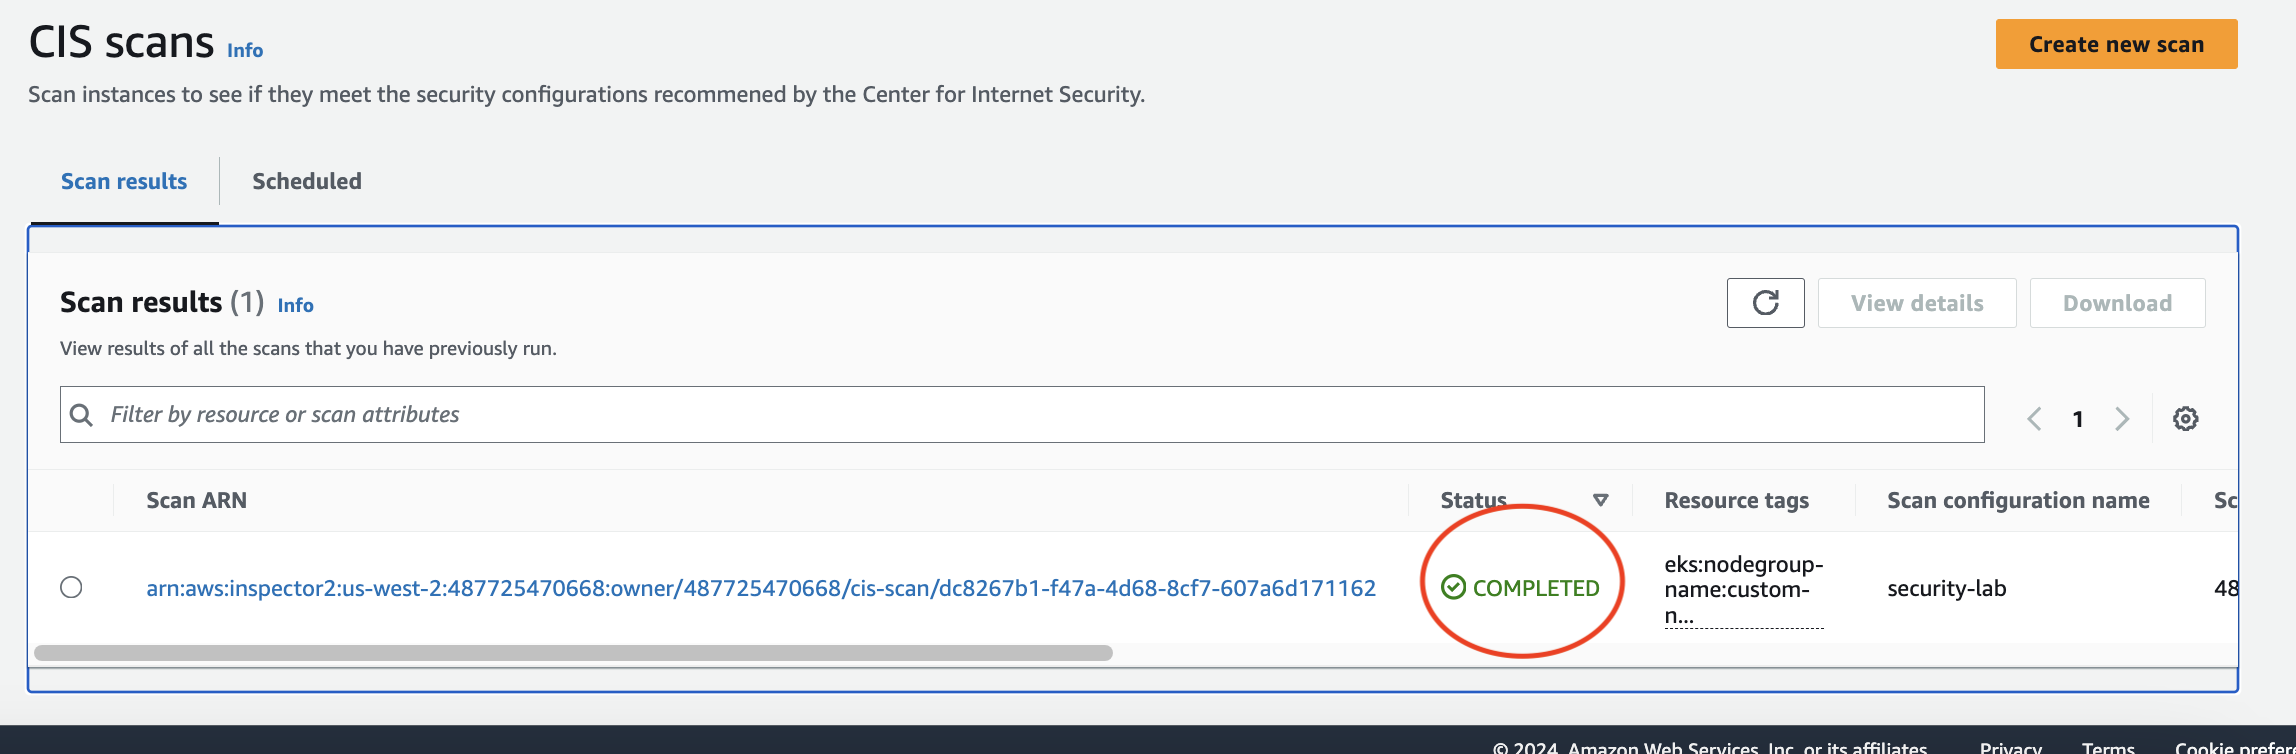 CIS scans Info
Create new scan
Scan instances to see if they meet the security configurations recommened by the Center for Internet Security.
Scan results
Scheduled
Scan results (1) Info
View details
Download
View results of all the scans that you have previously run.
Filter by resource or scan attributes
1
Scan ARN
Status
Resource tags
Scan configuration name
Sc
arn:aws:inspector2:us-west-2:487725470668:owner/487725470668/cis-scan/dc8267b1-f47a-4d68-8cf7-607a6d171162
COMPLETED
eks:nodegroup-
name:custom-
n...
security-lab
48
© 2024, Amazon Web Services, Inc. or its affiliates.
Privacy
Terms
Cookie prefer